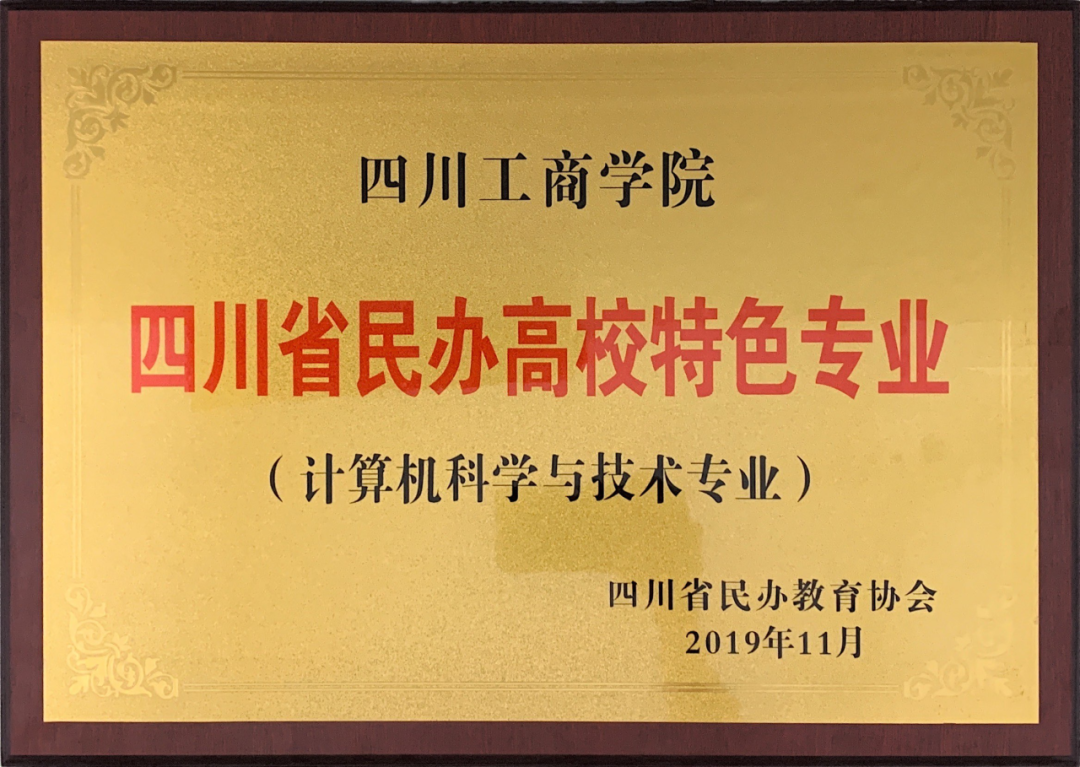 四川工商学院
四川省民办高校特色专业
（计算机科学与技术专业）
四川省民办教育协会
2019年11月